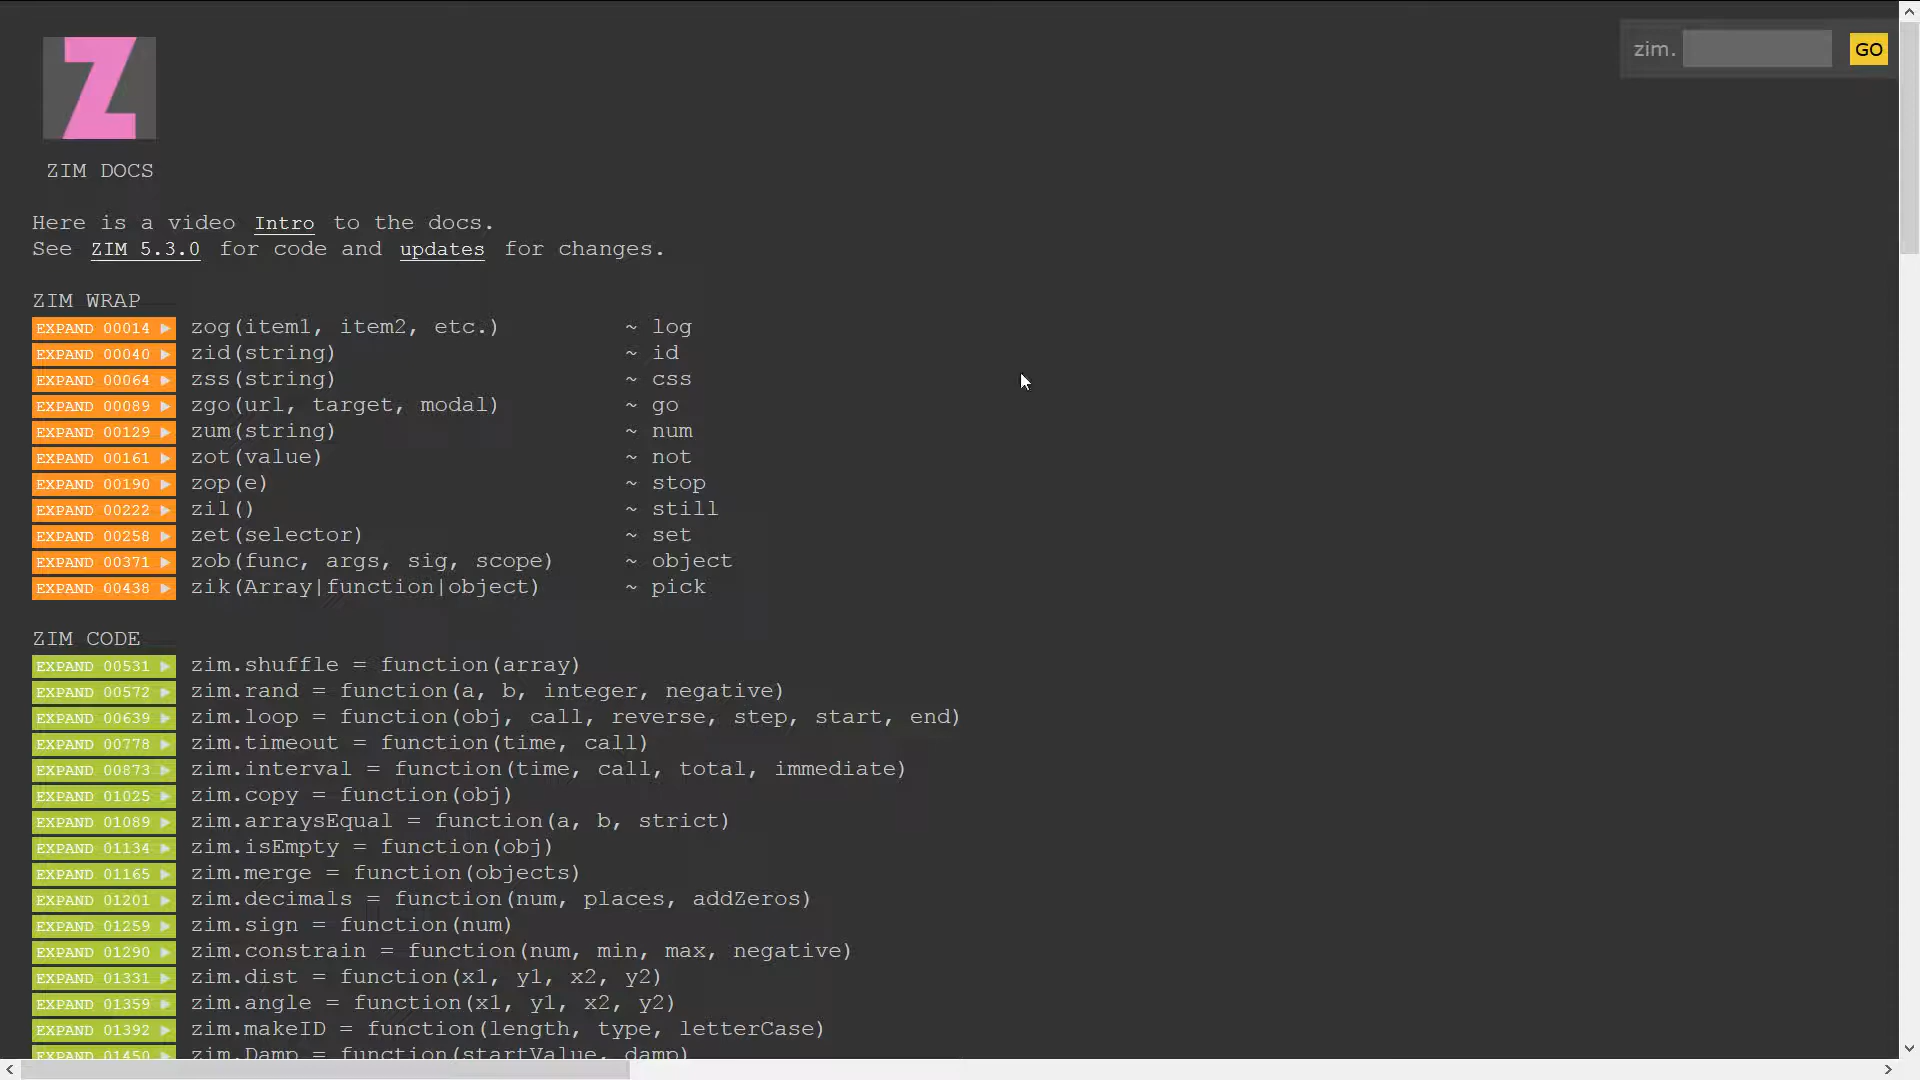 zim. GO
Z
ZIM DOCS
Here is a video Intro to the docs.
See ZIM 5.3.0 for code and updates for changes.
ZIM WRAP
EXPAND 00014 ▶ zog(item1, item2, etc.) ~ log
EXPAND 00040 ▶ zid(string) ~ id
EXPAND 00064 ▶ zss(string) ~ css
EXPAND 00089 ▶ zgo(url, target, modal) ~ go
EXPAND 00129 ▶ zum(string) ~ num
EXPAND 00161 ▶ zot(value) ~ not
EXPAND 00190 ▶ zop(e) ~ stop
EXPAND 00222 ▶ zil() ~ still
EXPAND 00258 ▶ zet(selector) ~ set
EXPAND 00371 ▶ zob(func, args, sig, scope) ~ object
EXPAND 00438 ▶ zik(Array|function|object) ~ pick
ZIM CODE
EXPAND 00531 ▶ zim.shuffle = function(array)
EXPAND 00572 ▶ zim.rand = function(a, b, integer, negative)
EXPAND 00639 ▶ zim.loop = function(obj, call, reverse, step, start, end)
EXPAND 00778 ▶ zim.timeout = function(time, call)
EXPAND 00873 ▶ zim.interval = function(time, call, total, immediate)
EXPAND 01025 ▶ zim.copy = function(obj)
EXPAND 01089 ▶ zim.arraysEqual = function(a, b, strict)
EXPAND 01134 ▶ zim.isEmpty = function(obj)
EXPAND 01165 ▶ zim.merge = function(objects)
EXPAND 01201 ▶ zim.decimals = function(num, places, addZeros)
EXPAND 01259 ▶ zim.sign = function(num)
EXPAND 01290 ▶ zim.constrain = function(num, min, max, negative)
EXPAND 01331 ▶ zim.dist = function(x1, y1, x2, y2)
EXPAND 01359 ▶ zim.angle = function(x1, y1, x2, y2)
EXPAND 01392 ▶ zim.makeID = function(length, type, letterCase)
EXPAND 01450 ▶ zim.Damp = function(startValue, damp)